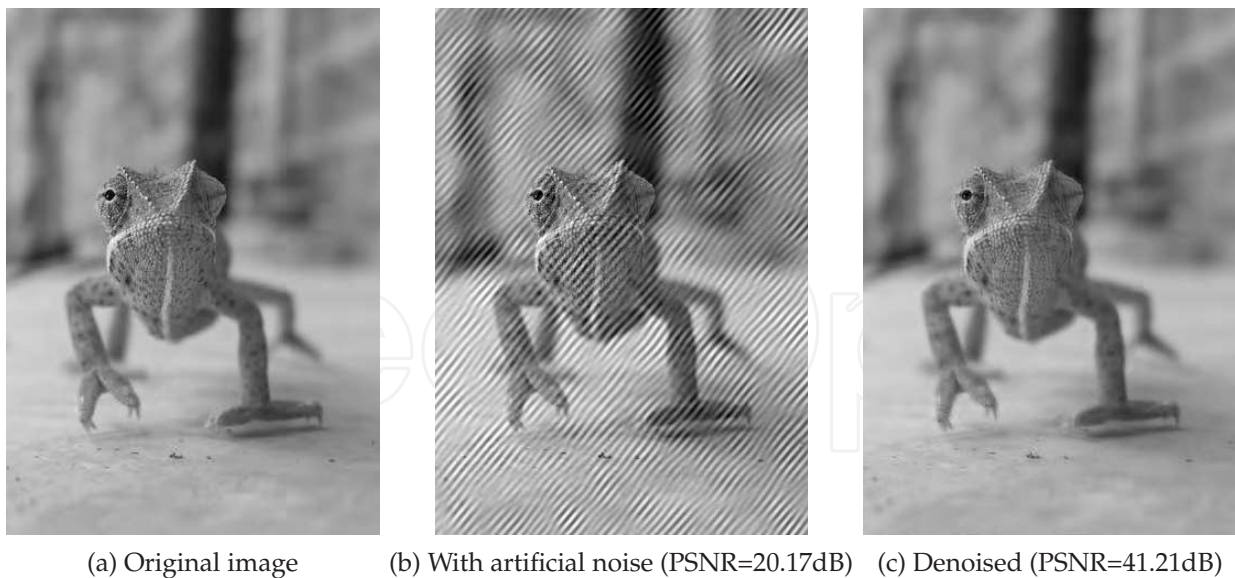 (a) Original image
(b) With artificial noise (PSNR=20.17dB)
(c) Denoised (PSNR=41.21dB)